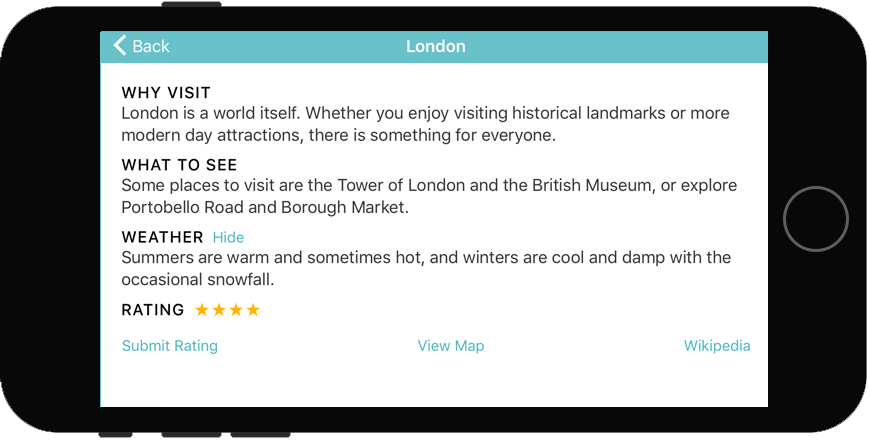 Back London
WHY VISIT
London is a world itself. Whether you enjoy visiting historical landmarks or more
modern day attractions, there is something for everyone.
WHAT TO SEE
Some places to visit are the Tower of London and the British Museum, or explore
Portobello Road and Borough Market.
WEATHER Hide
Summers are warm and sometimes hot, and winters are cool and damp with the
occasional snowfall.
RATING ★★★★
Submit Rating View Map Wikipedia